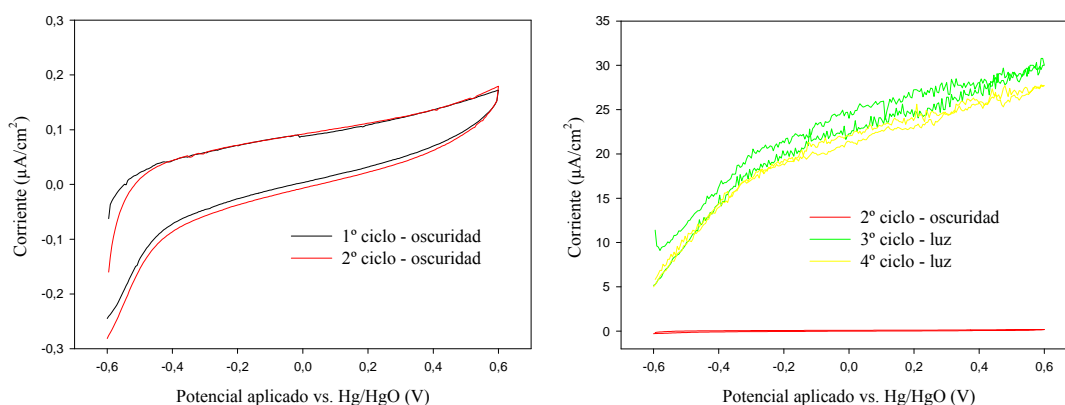 0,3
0,2
0,1
0,0
-0,1
-0,2
-0,3
Corriente (µA/cm²)
1º ciclo - oscuridad
2º ciclo - oscuridad
-0,6 -0,4 -0,2 0,0 0,2 0,4 0,6
Potencial aplicado vs. Hg/HgO (V)
35
30
25
20
15
10
5
0
Corriente (µA/cm²)
2º ciclo - oscuridad
3º ciclo - luz
4º ciclo - luz
-0,6 -0,4 -0,2 0,0 0,2 0,4 0,6
Potencial aplicado vs. Hg/HgO (V)